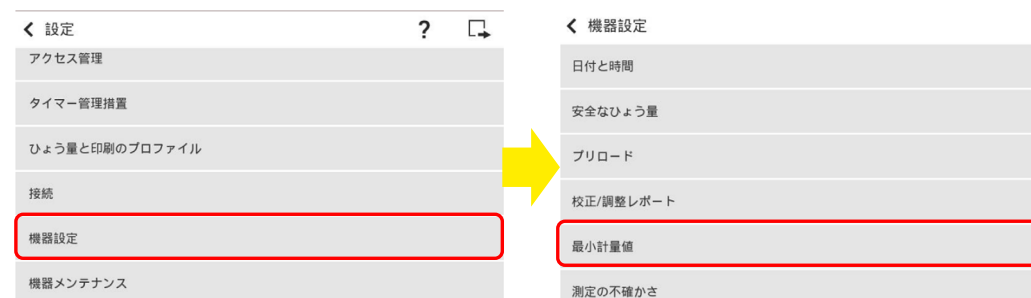 設定 ?
アクセス管理
タイマー管理措置
ひょう量と印刷のプロファイル
接続
機器設定
機器メンテナンス
機器設定
日付と時間
安全なひょう量
プリロード
校正/調整レポート
最小計量値
測定の不確かさ